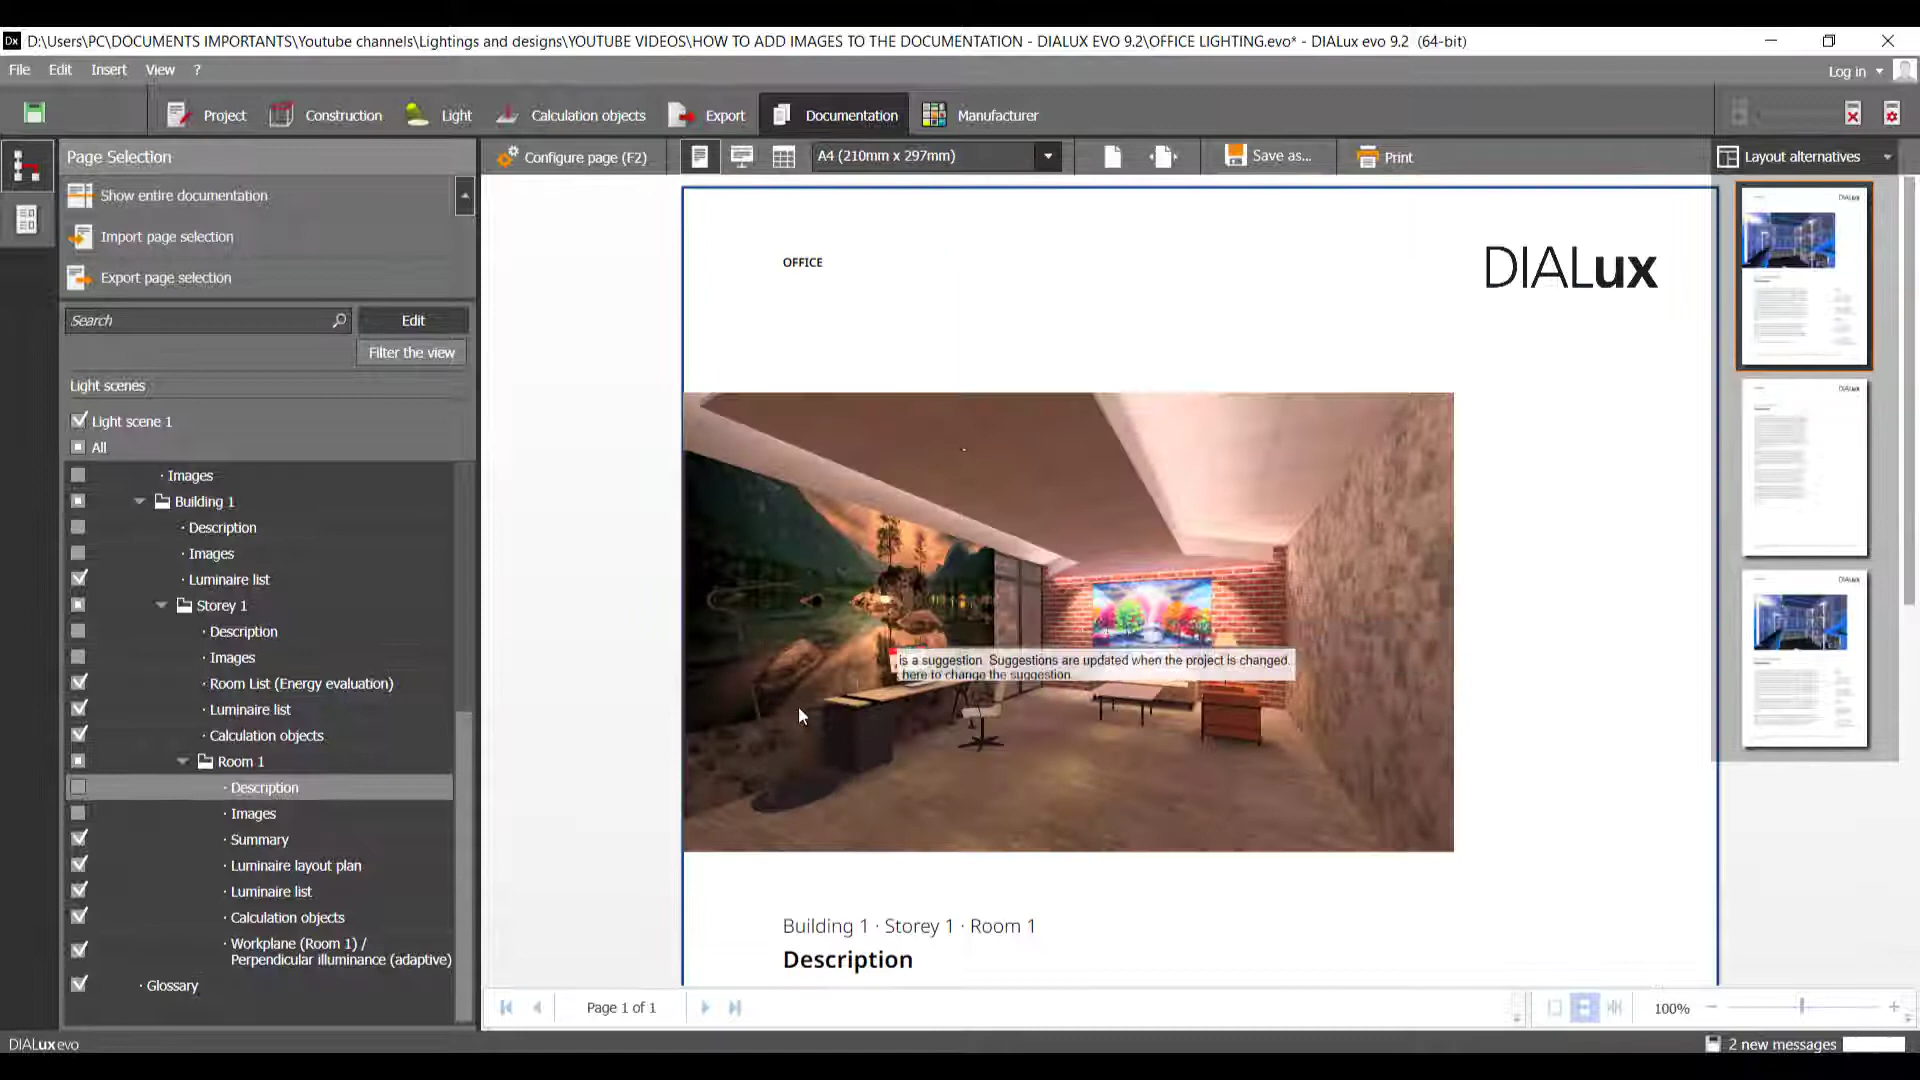 D:\Users\PC\DOCUMENTS IMPORTANTS\Youtube channels\Lightings and designs\YOUTUBE VIDEOS\HOW TO ADD IMAGES TO THE DOCUMENTATION - DIALUX EVO 9.2\OFFICE LIGHTING.evo* - DIALux evo 9.2 (64-bit)
File Edit Insert View ?
Log in
Project Construction Light Calculation objects Export Documentation Manufacturer
Page Selection
Configure page (F2)
A4 (210mm x 297mm)
Save as...
Print
Layout alternatives
Show entire documentation
Import page selection
Export page selection
Search
Edit
Filter the view
Light scenes
Light scene 1
All
· Images
Building 1
· Description
· Images
· Luminaire list
Storey 1
· Description
· Images
· Room List (Energy evaluation)
· Luminaire list
· Calculation objects
Room 1
· Description
· Images
· Summary
· Luminaire layout plan
· Luminaire list
· Calculation objects
· Workplane (Room 1) /
Perpendicular illuminance (adaptive)
· Glossary
OFFICE
DIALux
is a suggestion. Suggestions are updated when the project is changed.
here to change the suggestion.
Building 1 · Storey 1 · Room 1
Description
DIALux
DIALux
DIALux
Page 1 of 1
100%
DIALux evo
2 new messages